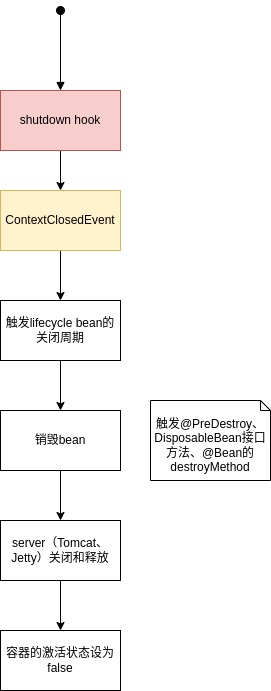 shutdown hook
ContextClosedEvent
触发lifecycle bean的
关闭周期
销毁bean
触发@PreDestroy、
DisposableBean接口
方法、@Bean的
destroyMethod
server（Tomcat、
Jetty）关闭和释放
容器的激活状态设为
false